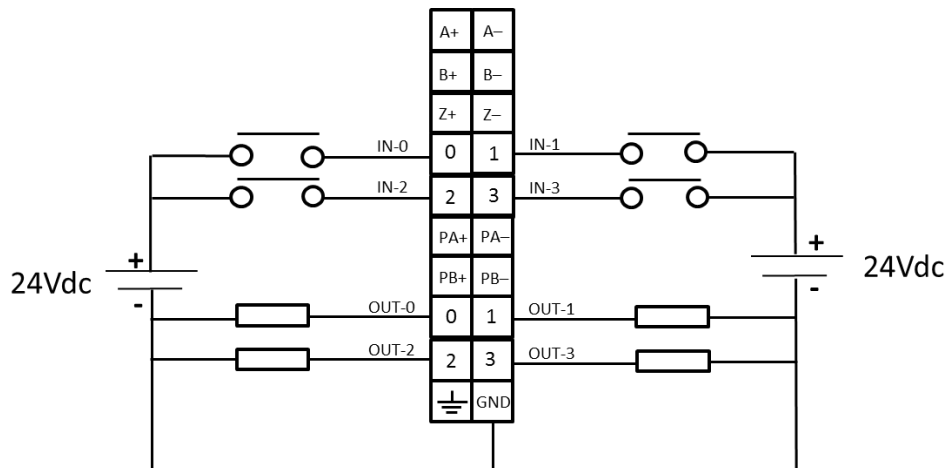 A+ A–
B+ B–
Z+ Z–
IN-0 0 1 IN-1
IN-2 2 3 IN-3
PA+ PA–
+ +
24Vdc PB+ PB– 24Vdc
- -
OUT-0 0 1 OUT-1
OUT-2 2 3 OUT-3
GND